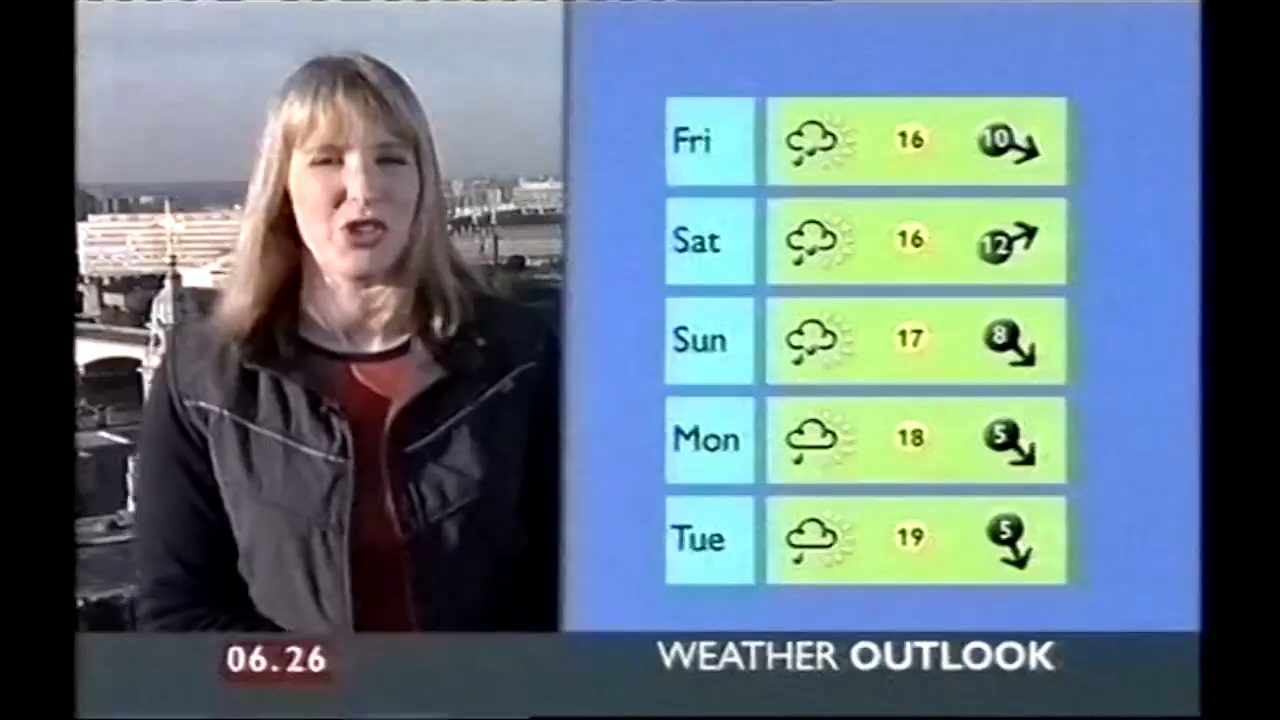 Fri 16 10
Sat 16 12
Sun 17 8
Mon 18 5
Tue 19 5
06.26 WEATHER OUTLOOK